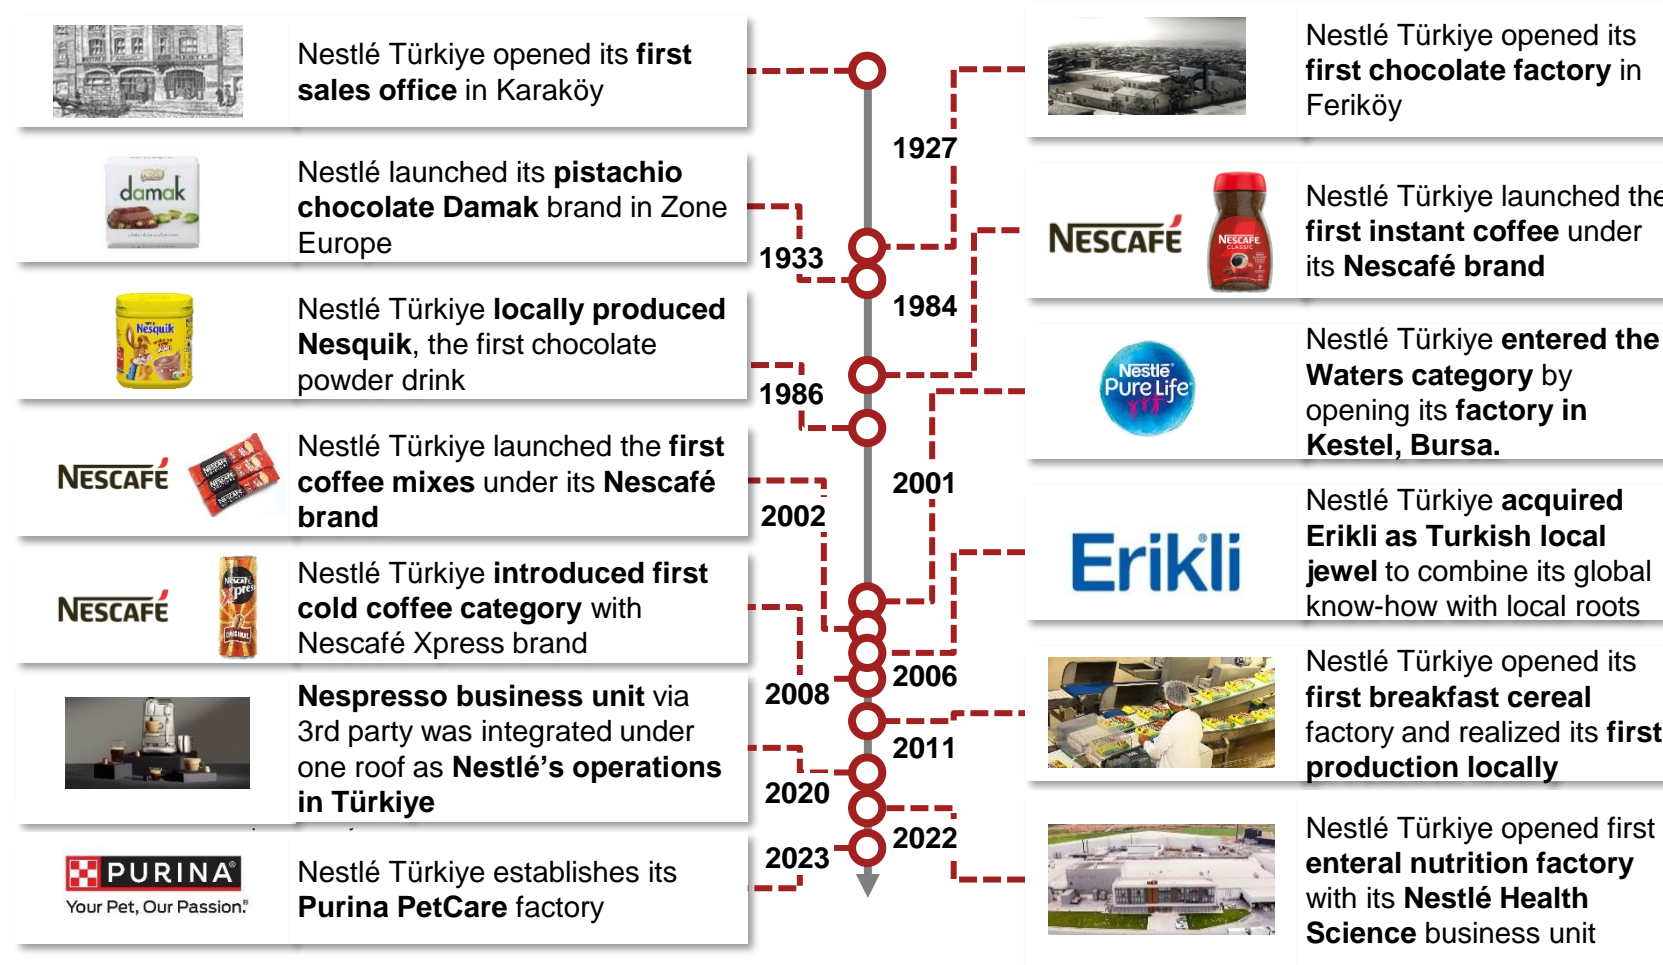 Nestlé Türkiye opened its first
sales office in Karaköy
Nestlé Türkiye opened its
first chocolate factory in
Feriköy
1927
damak
Nestlé launched its pistachio
chocolate Damak brand in Zone
Europe
1933
NESCAFÉ
NESCAFÉ
CLASSIC
Nestlé Türkiye launched the
first instant coffee under
its Nescafé brand
1984
Nesquik
Nestlé Türkiye locally produced
Nesquik, the first chocolate
powder drink
1986
Nestlé
Pure Life
Nestlé Türkiye entered the
Waters category by
opening its factory in
Kestel, Bursa.
2001
NESCAFÉ
Nestlé Türkiye launched the first
coffee mixes under its Nescafé
brand
2002
Erikli
Nestlé Türkiye acquired
Erikli as Turkish local
jewel to combine its global
know-how with local roots
2006
NESCAFÉ
NESCAFÉ
Xpress
ORIGINAL
Nestlé Türkiye introduced first
cold coffee category with
Nescafé Xpress brand
2008
Nestlé Türkiye opened its
first breakfast cereal
factory and realized its first
production locally
2011
Nespresso business unit via
3rd party was integrated under
one roof as Nestlé’s operations
in Türkiye
2020
Nestlé Türkiye opened first
enteral nutrition factory
with its Nestlé Health
Science business unit
2022
PURINA®
Your Pet, Our Passion.®
Nestlé Türkiye establishes its
Purina PetCare factory
2023